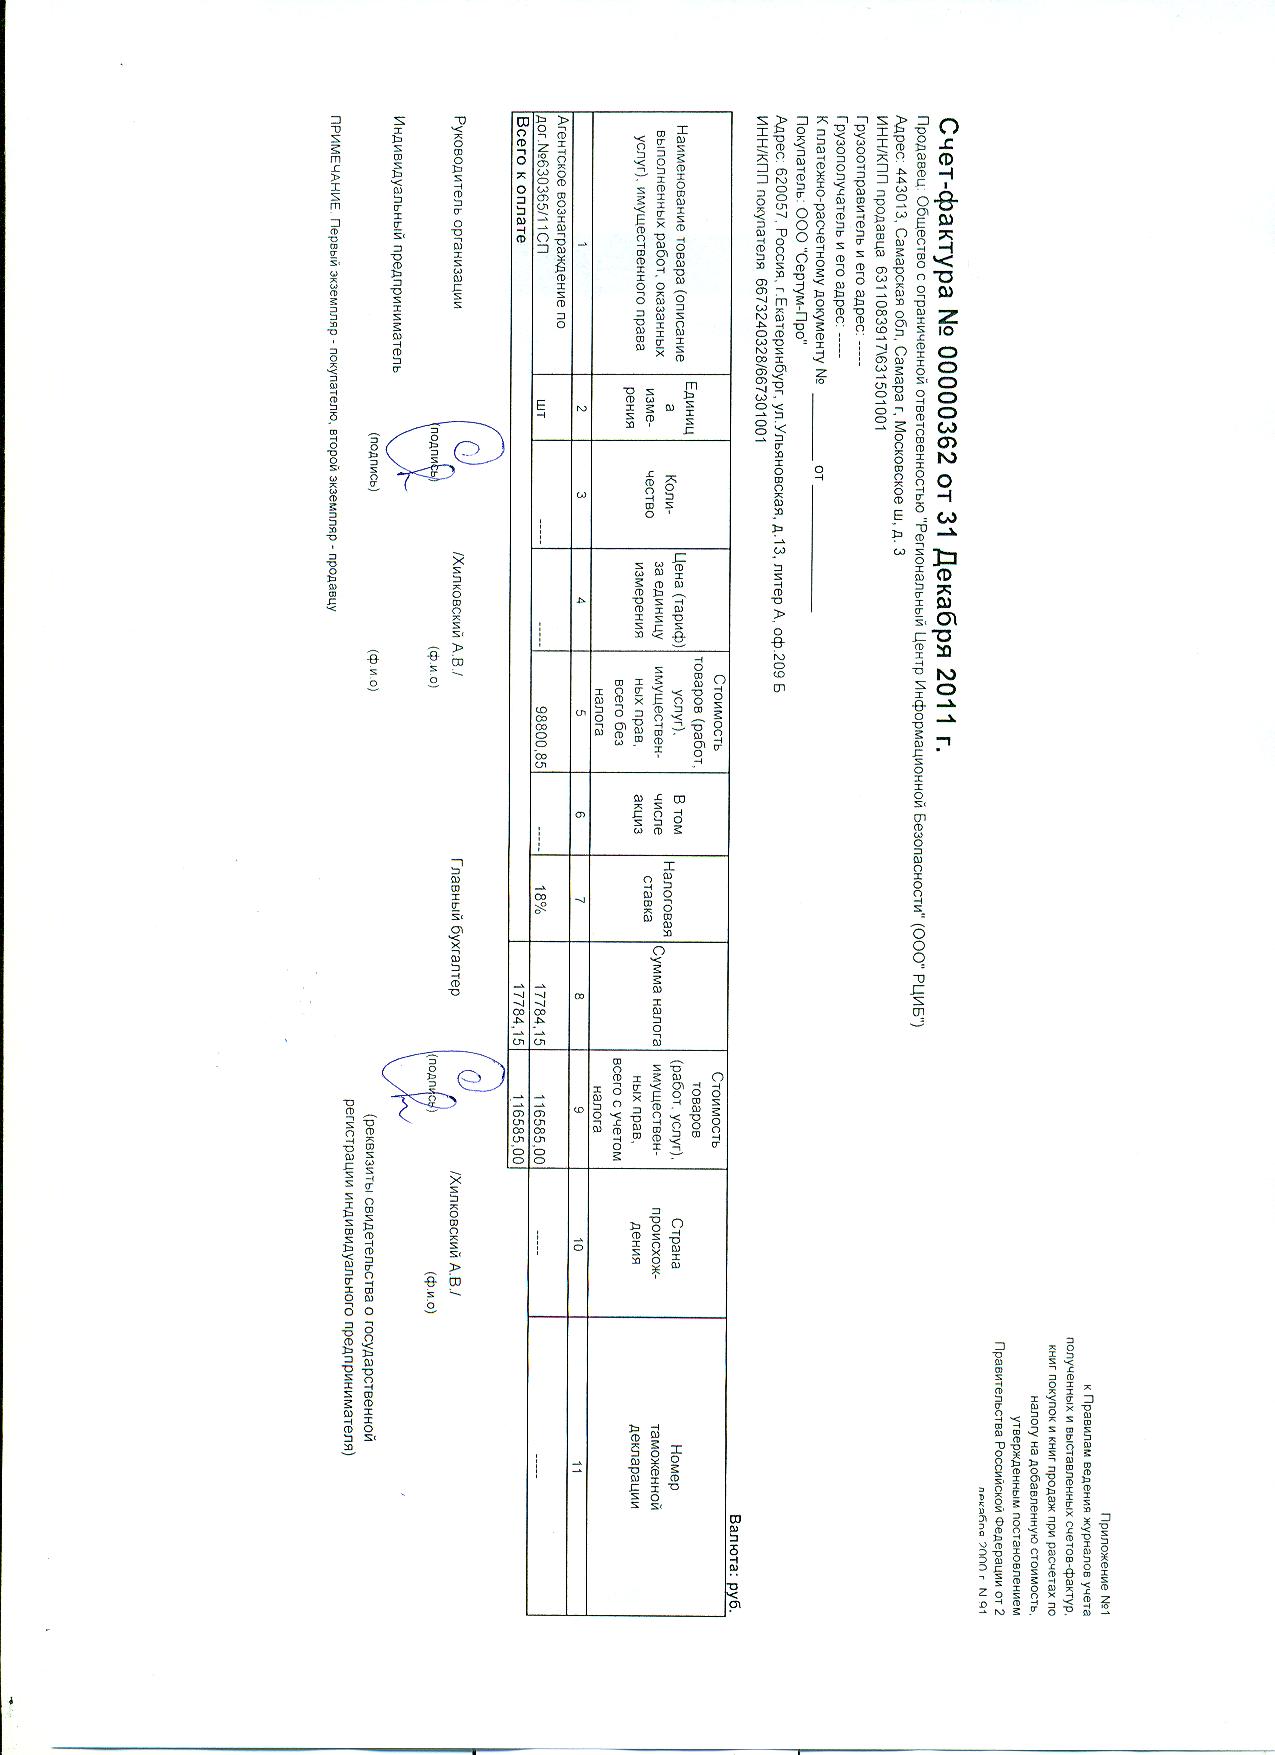 Приложение №1
к Правилам ведения журналов учета
полученных и выставленных счетов-фактур,
книг покупок и книг продаж при расчетах по
налогу на добавленную стоимость,
утвержденным постановлением
Правительства Российской Федерации от 2
декабря 2000 г. N 91
Счет-фактура № 00000362 от 31 Декабря 2011 г.
Продавец: Общество с ограниченной ответсвенностью "Региональный Центр Информационной Безопасности" (ООО" РЦИБ")
Адрес: 443013, Самарская обл, Самара г, Московское ш, д. 3
ИНН/КПП продавца 6311083917\631501001
Грузоотправитель и его адрес: -----
Грузополучатель и его адрес: -----
К платежно-расчетному документу № ________ от ________________
Покупатель: ООО "Сертум-Про"
Адрес: 620057, Россия, г.Екатеринбург, ул.Ульяновская, д.13, литер А, оф.209 Б
ИНН/КПП покупателя 6673240328/667301001
Валюта: руб.
Наименование товара (описание выполненных работ, оказанных услуг), имущественного права
Единица изме-рения
Коли-чество
Цена (тариф) за единицу измерения
Стоимость товаров (работ, услуг), имуществен-ных прав, всего без налога
В том числе акциз
Налоговая ставка
Сумма налога
Стоимость товаров (работ, услуг), имуществен-ных прав, всего с учетом налога
Страна происхож-дения
Номер таможенной декларации
1 2 3 4 5 6 7 8 9 10 11
Агентское вознаграждение по
дог.№630365/11СП шт ----- ----- 98800,85 ----- 18% 17784,15 116585,00 ----- -----
Всего к оплате 17784,15 116585,00
Руководитель организации /Хилковский А.В./ Главный бухгалтер /Хилковский А.В./
(подпись) (ф.и.о) (подпись) (ф.и.о)
Индивидуальный предприниматель
(подпись) (ф.и.о) (реквизиты свидетельства о государственной
регистрации индивидуального предпринимателя)
ПРИМЕЧАНИЕ. Первый экземпляр - покупателю, второй экземпляр - продавцу